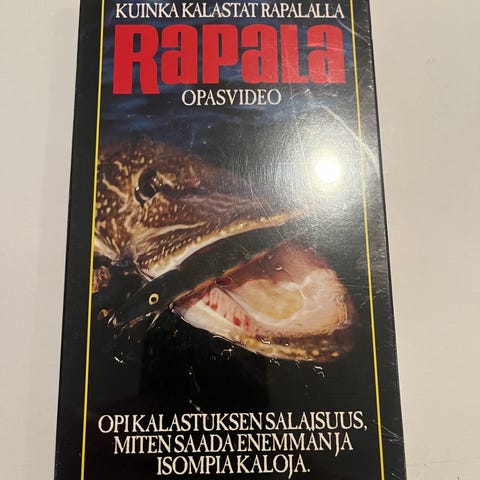 KUINKA KALASTAT RAPALALLA
RAPALA
OPASVIDEO
OPI KALASTUKSEN SALAISUUS,
MITEN SAADA ENEMMÄN JA
ISOMPIA KALOJA.